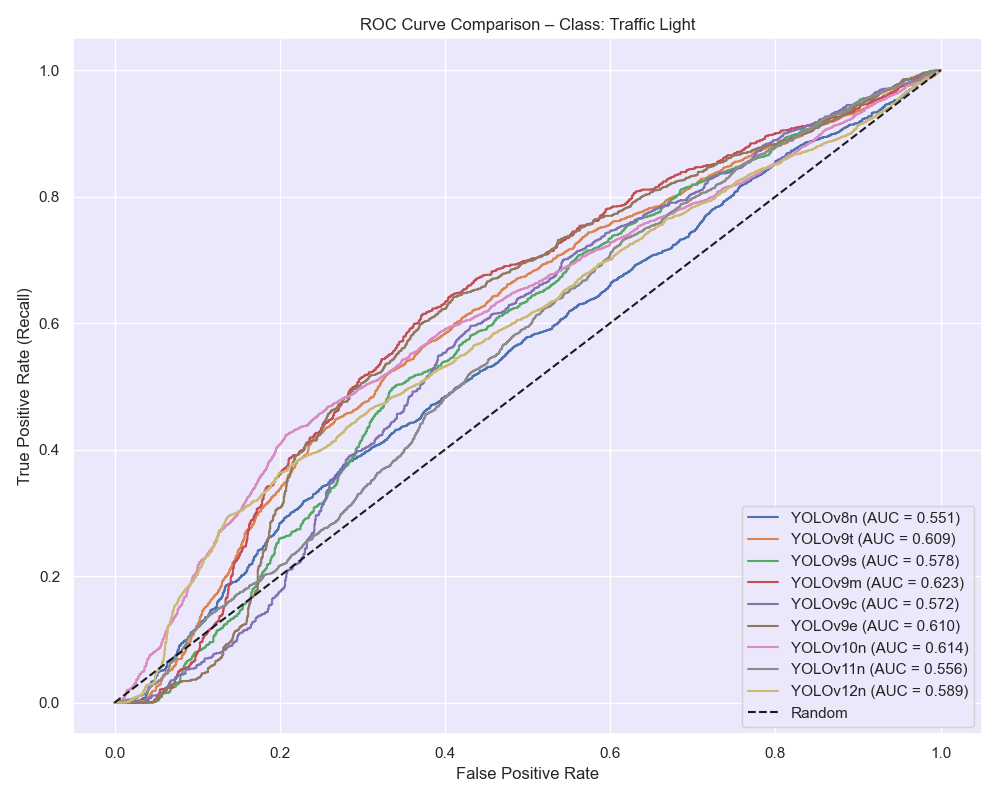 ROC Curve Comparison – Class: Traffic Light
1.0
0.8
0.6
0.4
0.2
0.0
True Positive Rate (Recall)
0.0 0.2 0.4 0.6 0.8 1.0
False Positive Rate
YOLOv8n (AUC = 0.551)
YOLOv9t (AUC = 0.609)
YOLOv9s (AUC = 0.578)
YOLOv9m (AUC = 0.623)
YOLOv9c (AUC = 0.572)
YOLOv9e (AUC = 0.610)
YOLOv10n (AUC = 0.614)
YOLOv11n (AUC = 0.556)
YOLOv12n (AUC = 0.589)
Random